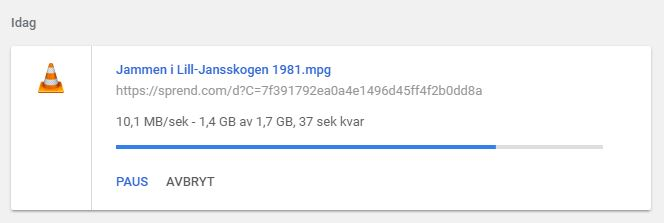 Idag
Jammen i Lill-Jansskogen 1981.mpg
https://sprend.com/d?C=7f391792ea0a4e1496d45ff4f2b0dd8a
10,1 MB/sek - 1,4 GB av 1,7 GB, 37 sek kvar
PAUS AVBRYT